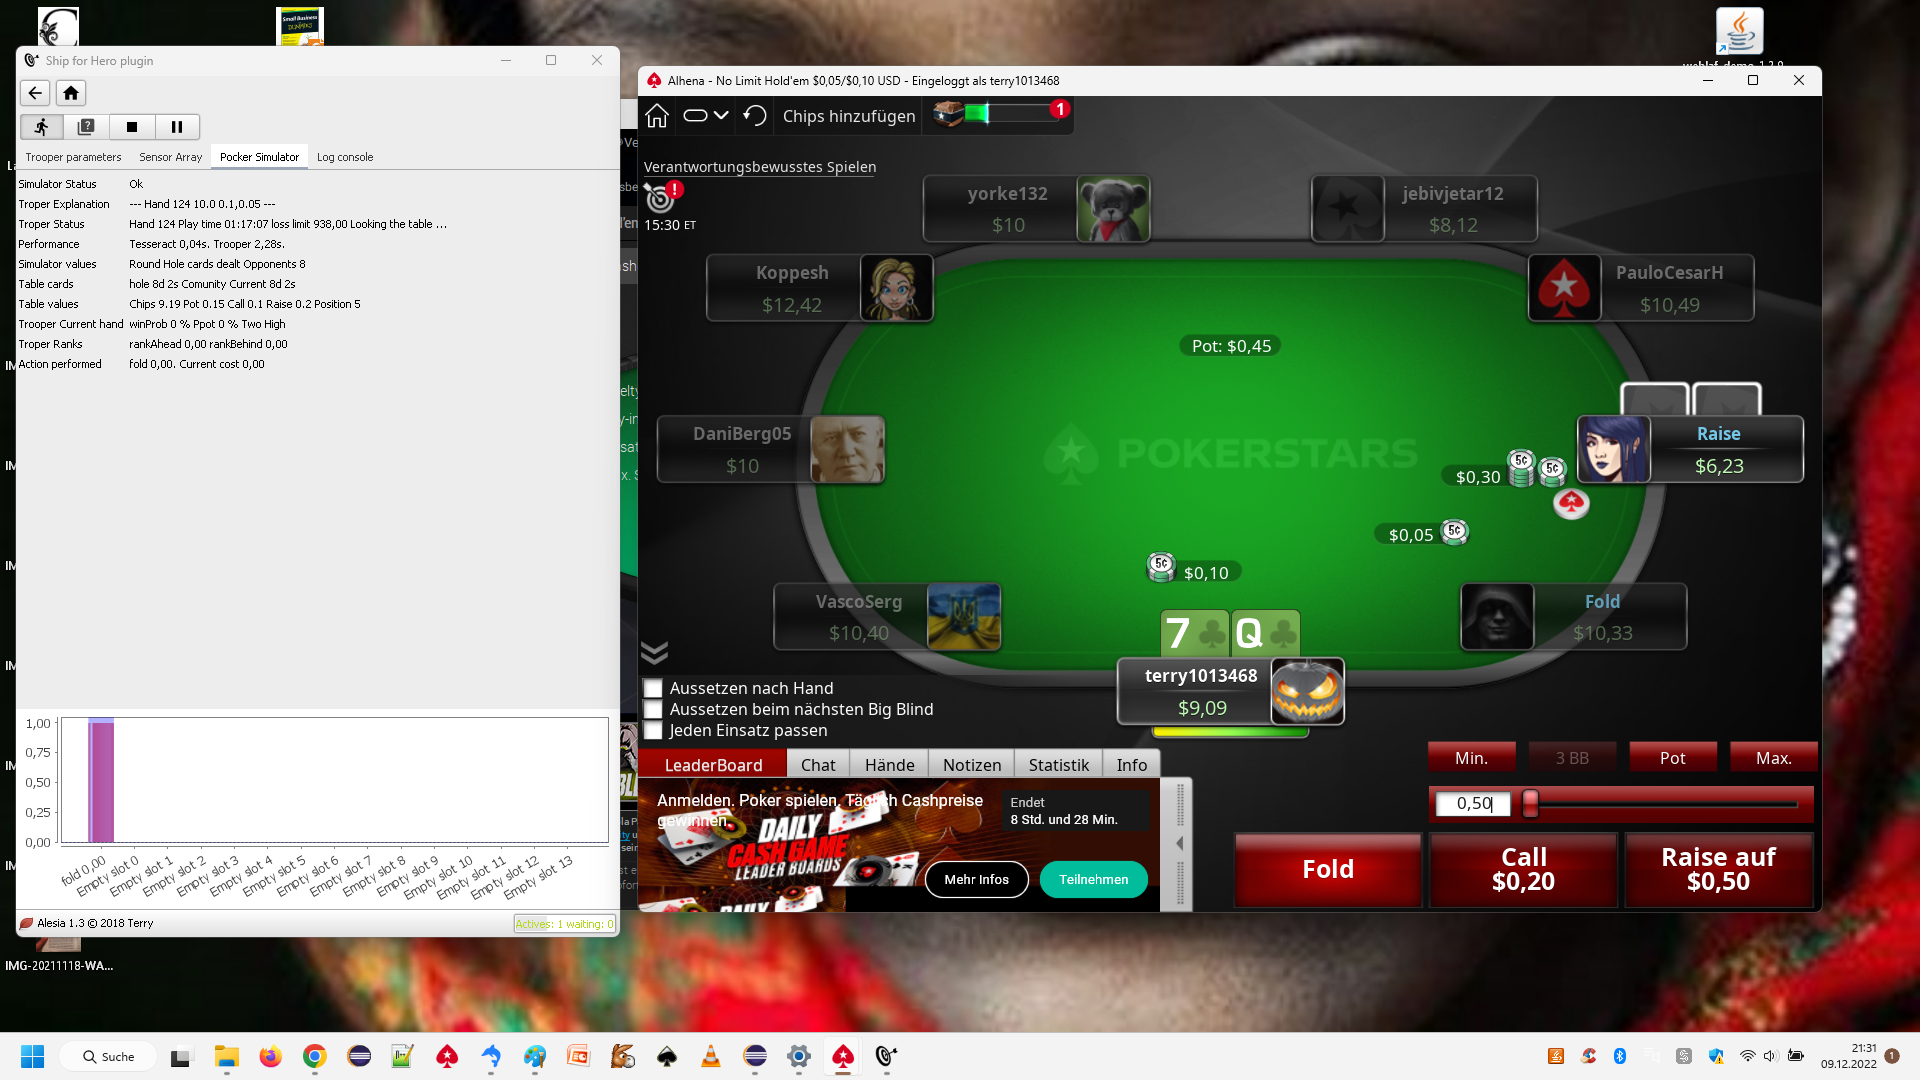 Small Business
DUMMIES
Ship for Hero plugin
Trooper parameters
Sensor Array
Pocker Simulator
Log console
Simulator Status Ok
Troper Explanation --- Hand 124 10.0 0.1,0.05 ---
Troper Status Hand 124 Play time 01:17:07 loss limit 938,00 Looking the table ...
Performance Tesseract 0,04s. Trooper 2,28s.
Simulator values Round Hole cards dealt Opponents 8
Table cards hole 8d 2s Comunity Current 8d 2s
Table values Chips 9.19 Pot 0.15 Call 0.1 Raise 0.2 Position 5
Trooper Current hand winProb 0 % Ppot 0 % Two High
Troper Ranks rankAhead 0,00 rankBehind 0,00
Action performed fold 0,00. Current cost 0,00
1,00
0,75
0,50
0,25
0,00
fold 0,00
Empty slot 0
Empty slot 1
Empty slot 2
Empty slot 3
Empty slot 4
Empty slot 5
Empty slot 6
Empty slot 7
Empty slot 8
Empty slot 9
Empty slot 10
Empty slot 11
Empty slot 12
Empty slot 13
Alesia 1.3 © 2018 Terry
Actives: 1 waiting: 0
IMG-20211118-WA...
Alhena - No Limit Hold'em $0,05/$0,10 USD - Eingeloggt als terry1013468
Chips hinzufügen
1
Verantwortungsbewusstes Spielen
!
15:30 ET
yorke132
$10
jebivjetar12
$8,12
Koppesh
$12,42
PauloCesarH
$10,49
Pot: $0,45
DaniBerg05
$10
POKERSTARS
Raise
$6,23
$0,30
5¢
5¢
$0,05
5¢
5¢
$0,10
VascoSerg
$10,40
Fold
$10,33
7
Q
terry1013468
$9,09
Aussetzen nach Hand
Aussetzen beim nächsten Big Blind
Jeden Einsatz passen
LeaderBoard
Chat
Hände
Notizen
Statistik
Info
Anmelden. Poker spielen. Täglich Cashpreise
gewinnen.
Endet
8 Std. und 28 Min.
DAILY
CASH GAME
LEADER BOARDS
DAILY
Mehr Infos
Teilnehmen
Min.
3 BB
Pot
Max.
0,50
Fold
Call
$0,20
Raise auf
$0,50
Suche
21:31
09.12.2022
1